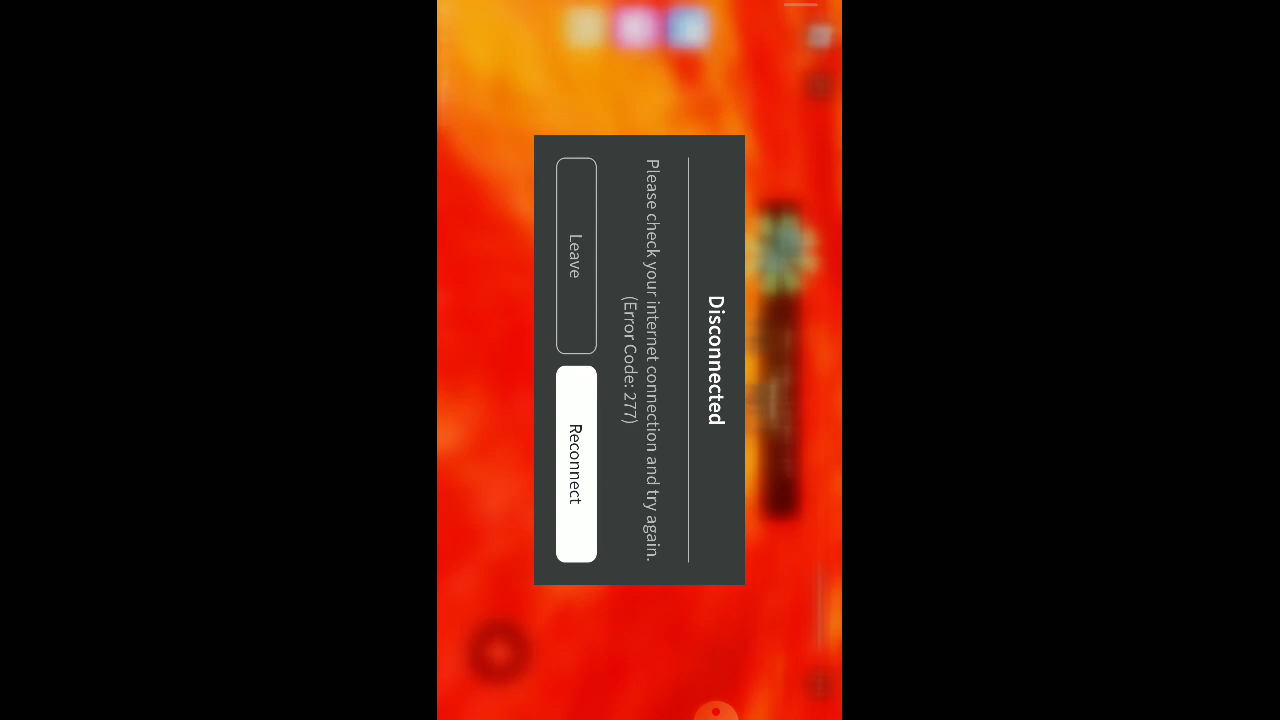 Disconnected
Please check your internet connection and try again.
(Error Code: 277)
Leave
Reconnect